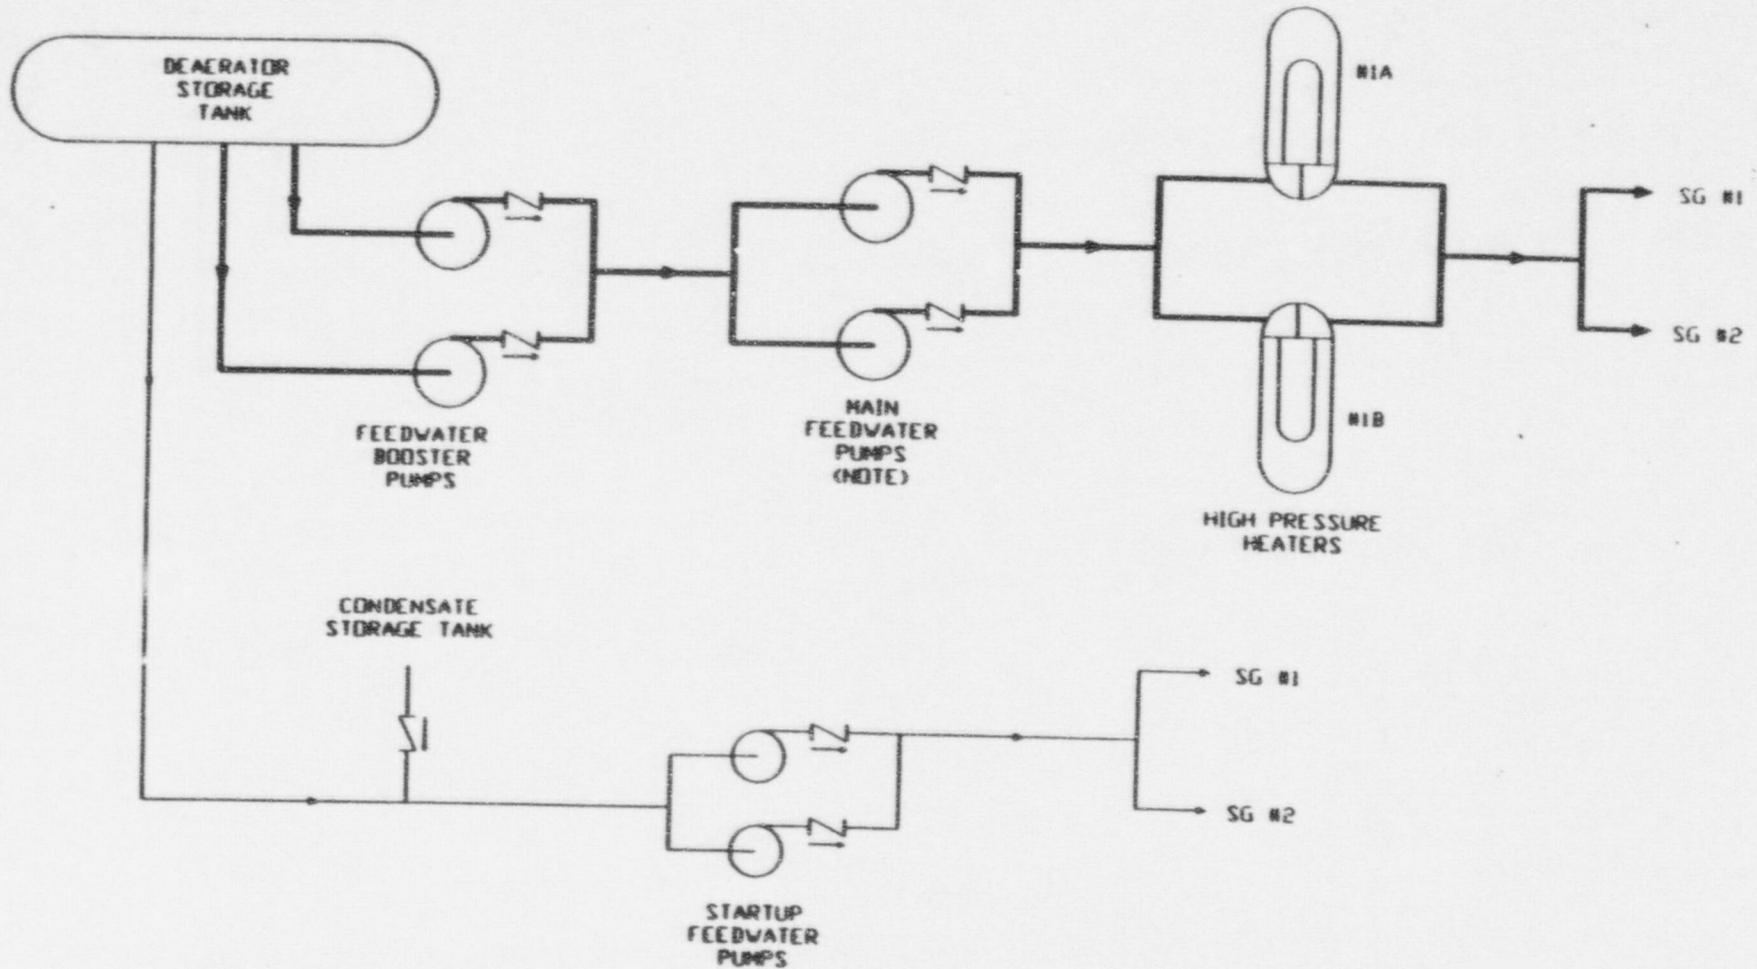 DEAERATOR
STORAGE
TANK
#1A
SG #1
SG #2
FEEDWATER
BOOSTER
PUMPS
MAIN
FEEDWATER
PUMPS
(NOTE)
#1B
HIGH PRESSURE
HEATERS
CONDENSATE
STORAGE TANK
SG #1
SG #2
STARTUP
FEEDWATER
PUMPS